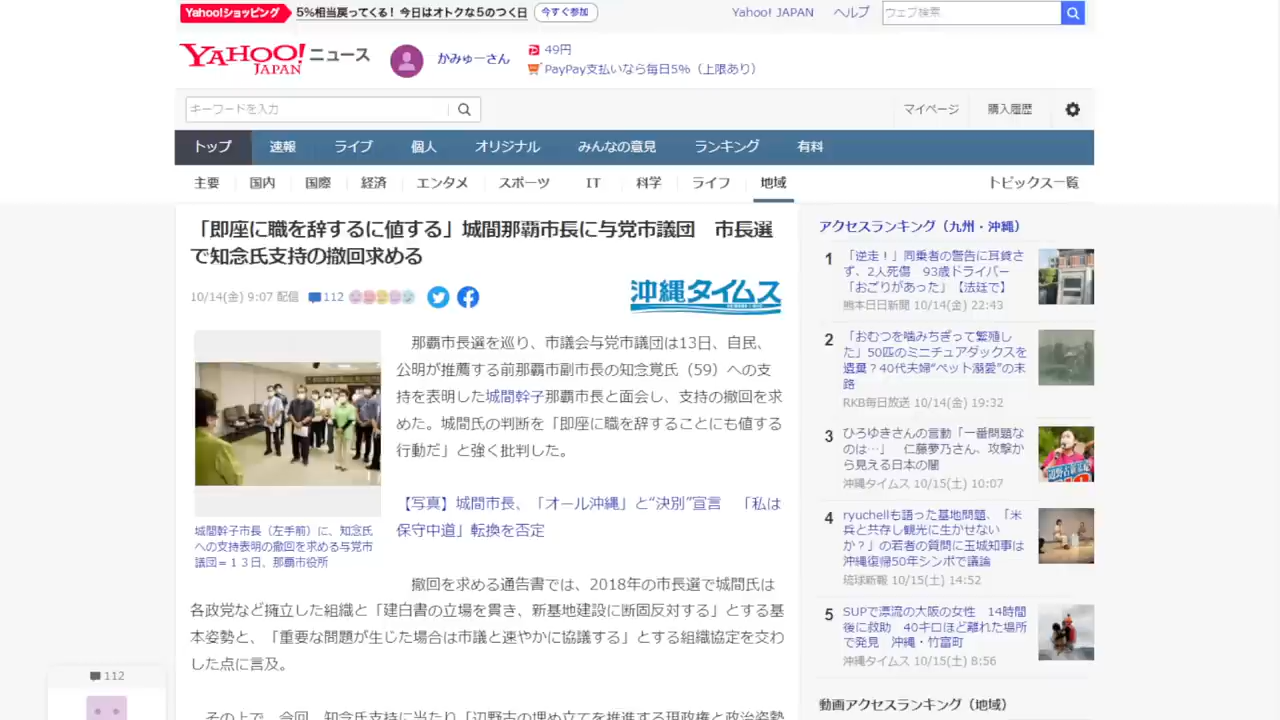 Yahoo!ショッピング 5%相当戻ってくる! 今日はオトクな5のつく日 今すぐ参加 Yahoo! JAPAN ヘルプ ウェブ検索
YAHOO! JAPAN ニュース かみゅーさん 49円
PayPay支払いなら毎日5%（上限あり）
キーワードを入力 マイページ 購入履歴
トップ 速報 ライブ 個人 オリジナル みんなの意見 ランキング 有料
主要 国内 国際 経済 エンタメ スポーツ IT 科学 ライフ 地域 トピックス一覧
「即座に職を辞するに値する」城間那覇市長に与党市議団　市長選
で知念氏支持の撤回求める
10/14(金) 9:07 配信 112
沖縄タイムス
那覇市長選を巡り、市議会与党市議団は13日、自民、
公明が推薦する前那覇市副市長の知念覚氏（59）への支
持を表明した城間幹子那覇市長と面会し、支持の撤回を求
めた。城間氏の判断を「即座に職を辞することにも値する
行動だ」と強く批判した。
【写真】城間市長、「オール沖縄」と“決別”宣言　「私は
保守中道」転換を否定
城間幹子市長（左手前）に、知念氏
への支持表明の撤回を求める与党市
議団＝１３日、那覇市役所
撤回を求める通告書では、2018年の市長選で城間氏は
各政党など擁立した組織と「建白書の立場を貫き、新基地建設に断固反対する」とする基
本姿勢と、「重要な問題が生じた場合は市議と速やかに協議する」とする組織協定を交わ
した点に言及。
その上で、今回、知念氏支持に当たり「辺野古の埋め立てを推進する現政権と政治姿勢
112
アクセスランキング（九州・沖縄）
1 「逆走！」同乗者の警告に耳貸さ
ず、2人死傷　93歳ドライバー
「おごりがあった」【法廷で】
熊本日日新聞 10/14(金) 22:43
2 「おむつを噛みちぎって繁殖し
た」50匹のミニチュアダックスを
遺棄？40代夫婦“ペット溺愛”の末
路
RKB毎日放送 10/14(金) 19:32
3 ひろゆきさんの言動「一番問題な
のは…」　仁藤夢乃さん、攻撃か
ら見える日本の闇
沖縄タイムス 10/15(土) 10:07
4 ryuchellも語った基地問題、「米
兵と共存し観光に生かせない
か？」の若者の質問に玉城知事は
沖縄復帰50年シンポで議論
琉球新報 10/15(土) 14:52
5 SUPで漂流の大阪の女性　14時間
後に救助　40キロほど離れた場所
で発見　沖縄・竹富町
沖縄タイムス 10/15(土) 8:56
動画アクセスランキング（地域）